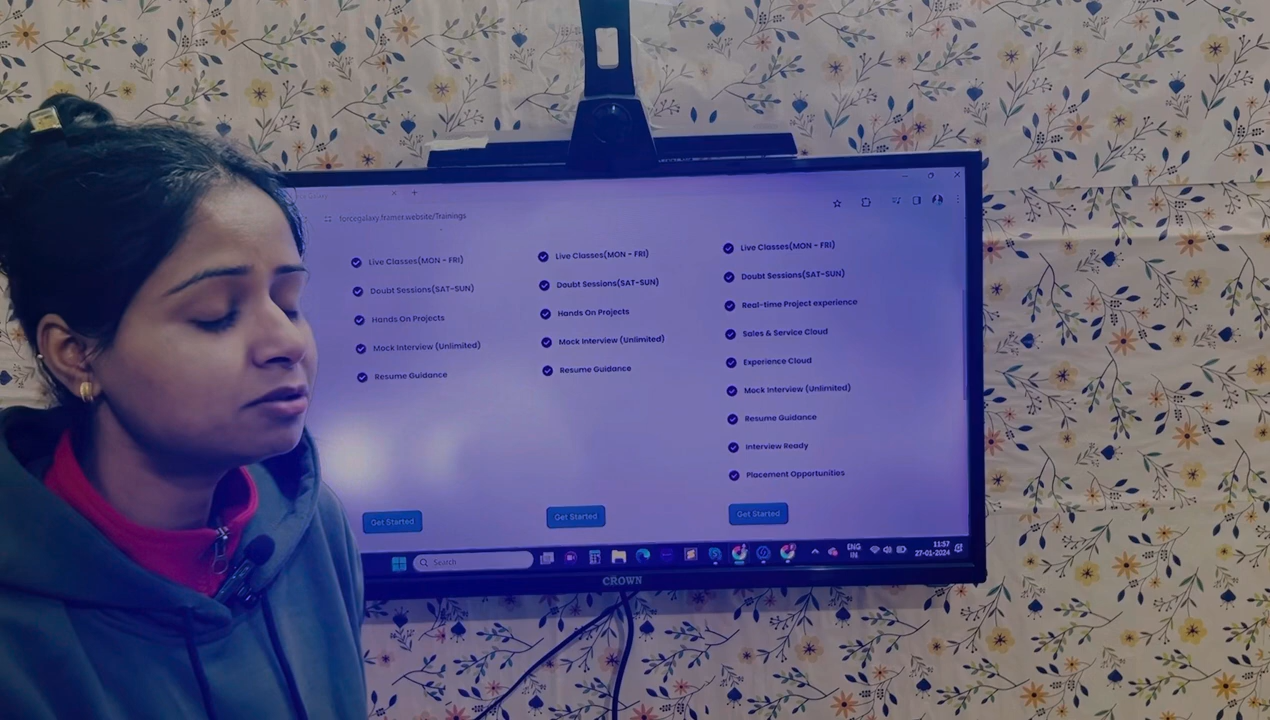 forcegalaxy.framer.website/Trainings
Live Classes(MON - FRI)
Doubt Sessions(SAT-SUN)
Hands On Projects
Mock Interview (Unlimited)
Resume Guidance
Get Started
Live Classes(MON - FRI)
Doubt Sessions(SAT-SUN)
Hands On Projects
Mock Interview (Unlimited)
Resume Guidance
Get Started
Live Classes(MON - FRI)
Doubt Sessions(SAT-SUN)
Real-time Project experience
Sales & Service Cloud
Experience Cloud
Mock Interview (Unlimited)
Resume Guidance
Interview Ready
Placement Opportunities
Get Started
Search
ENG
IN
11:57
27-01-2024
CROWN